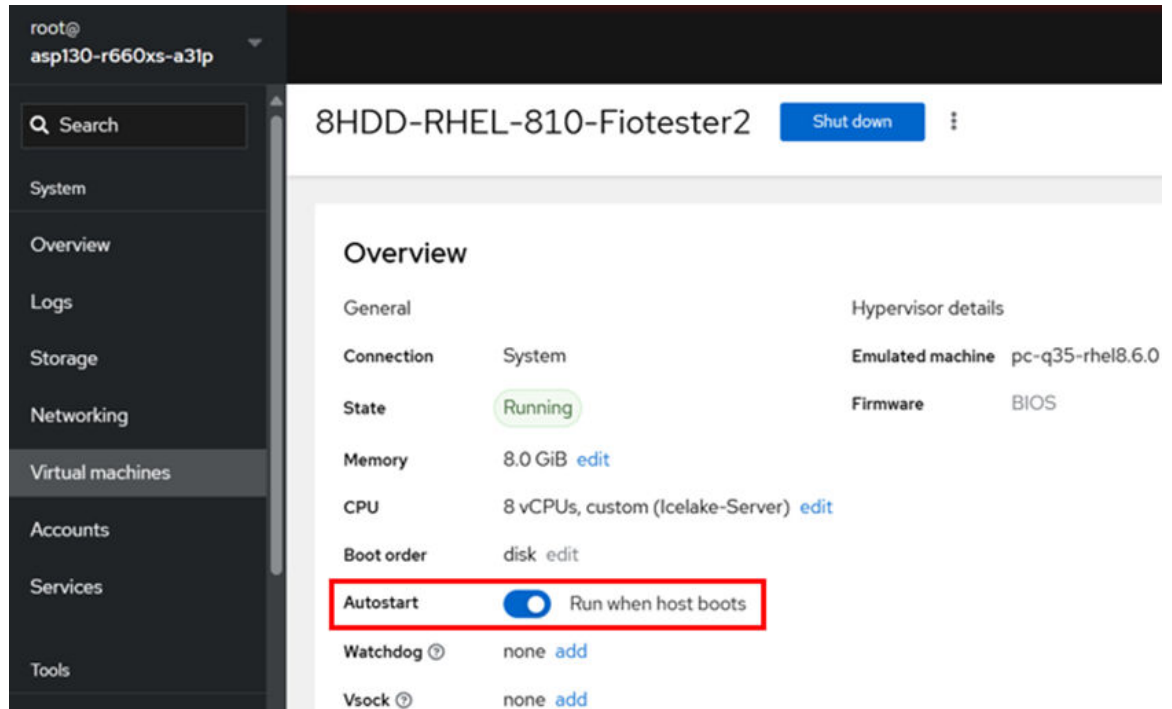 root@
asp130-r660xs-a31p
Search
System
Overview
Logs
Storage
Networking
Virtual machines
Accounts
Services
Tools
8HDD-RHEL-810-Fiotester2 Shut down
Overview
General
Connection System
State Running
Memory 8.0 GiB edit
CPU 8 vCPUs, custom (Icelake-Server) edit
Boot order disk edit
Autostart Run when host boots
Watchdog none add
Vsock none add
Hypervisor details
Emulated machine pc-q35-rhel8.6.0
Firmware BIOS